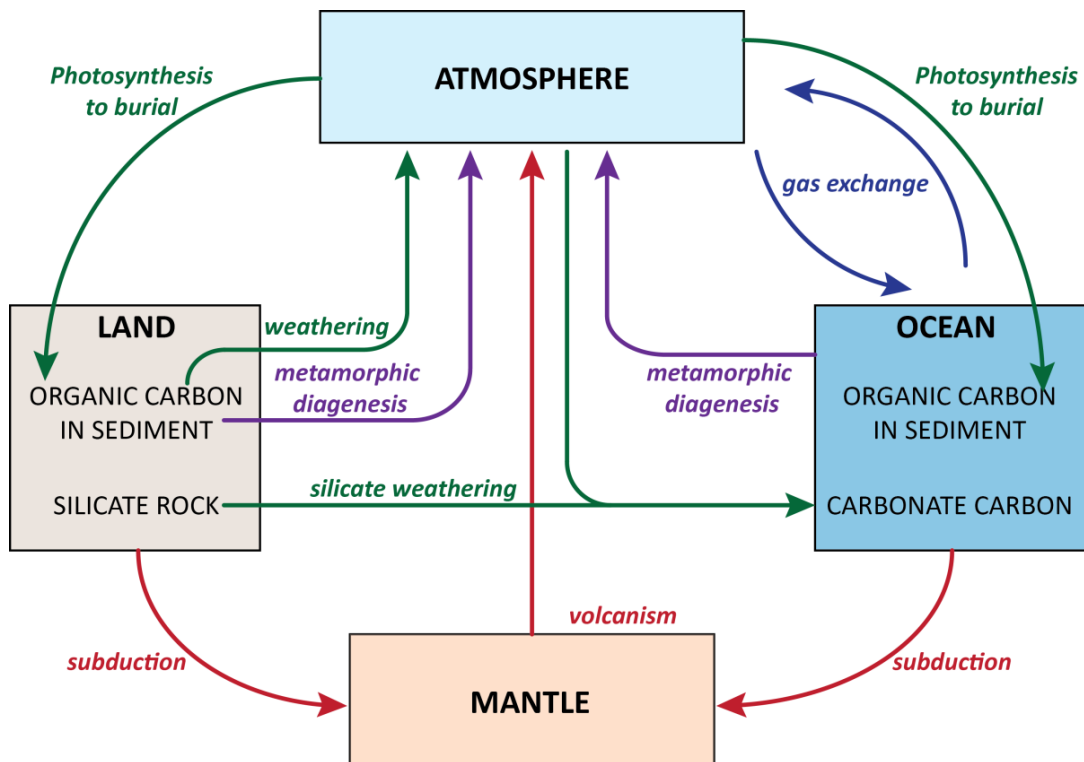 ATMOSPHERE
Photosynthesis
to burial
Photosynthesis
to burial
gas exchange
LAND
weathering
metamorphic
diagenesis
ORGANIC CARBON
IN SEDIMENT
SILICATE ROCK
silicate weathering
metamorphic
diagenesis
OCEAN
ORGANIC CARBON
IN SEDIMENT
CARBONATE CARBON
subduction
volcanism
subduction
MANTLE